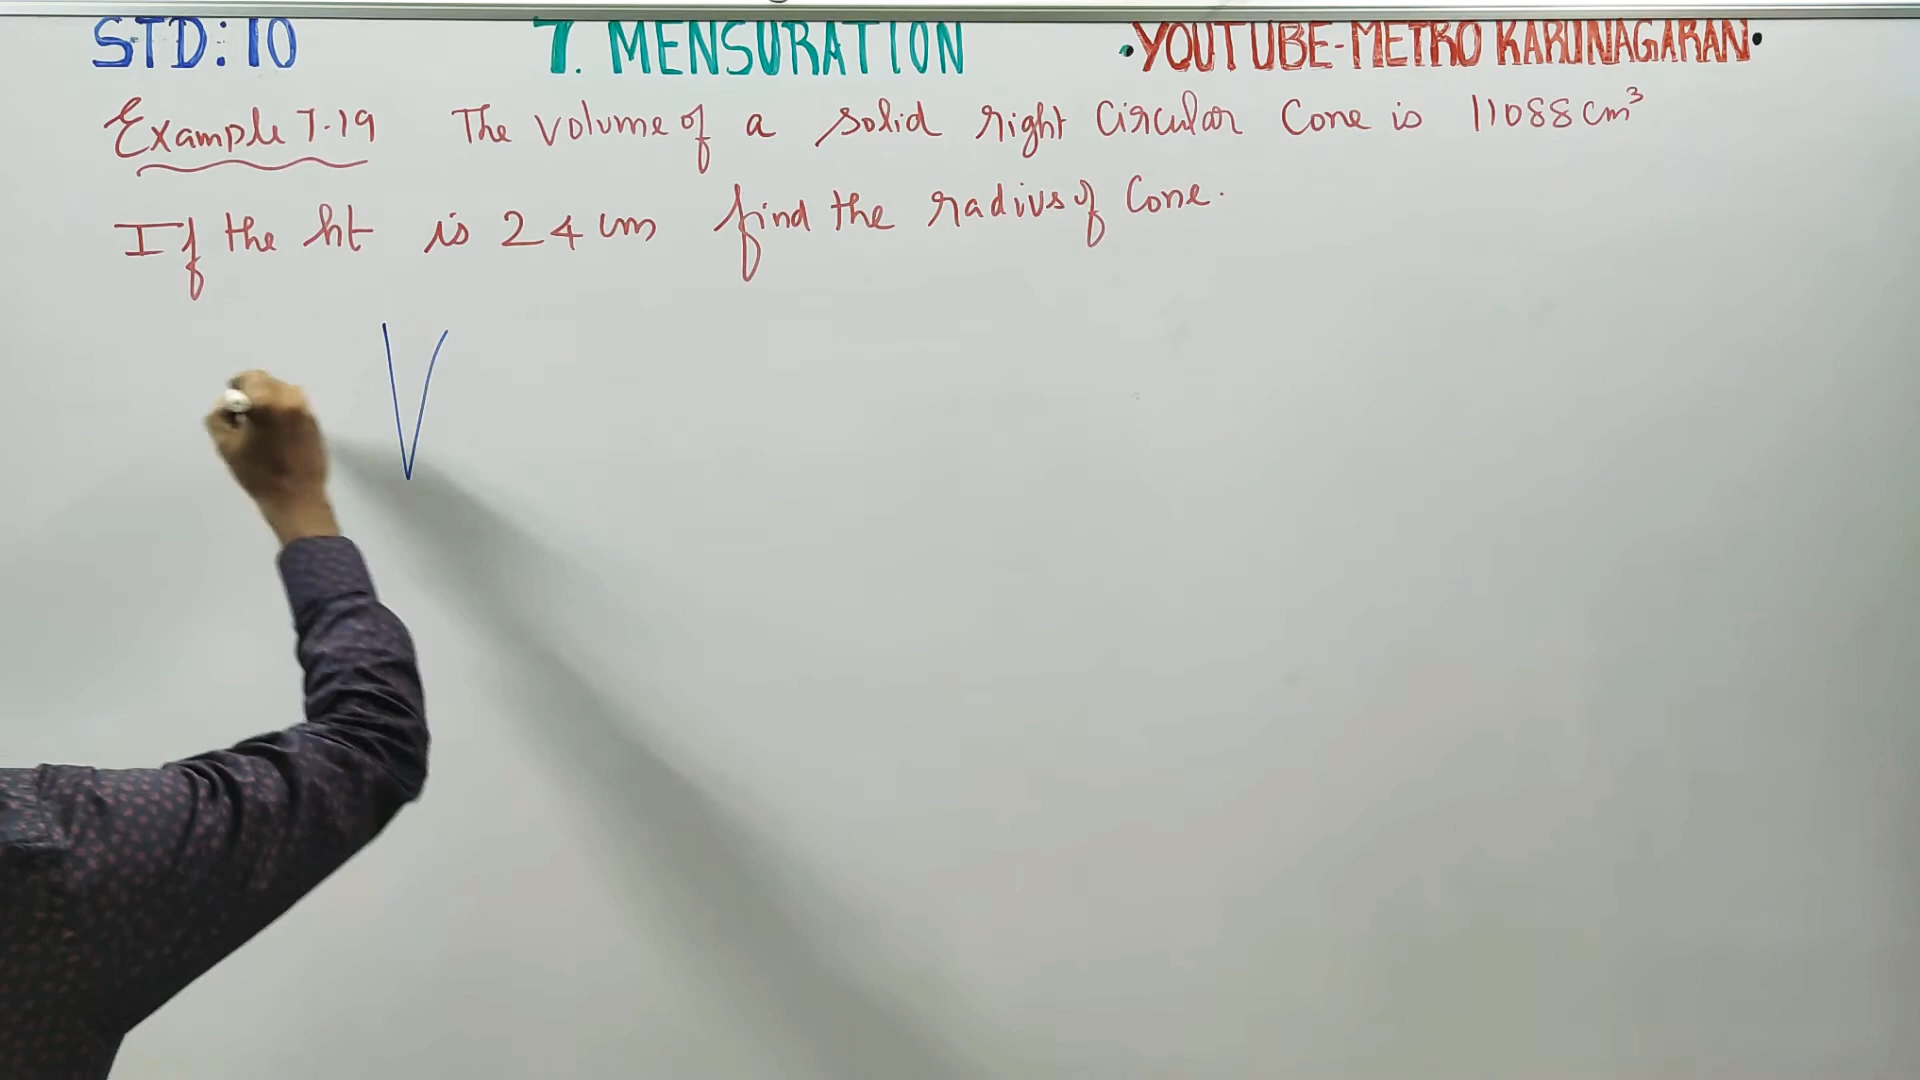 STD: 10 7. MENSURATION • YOUTUBE-METRO KARUNAGARAN •
Example 7.19 The volume of a solid right Circular Cone is 11088 cm³
If the ht is 24 cm find the radius of Cone.
V